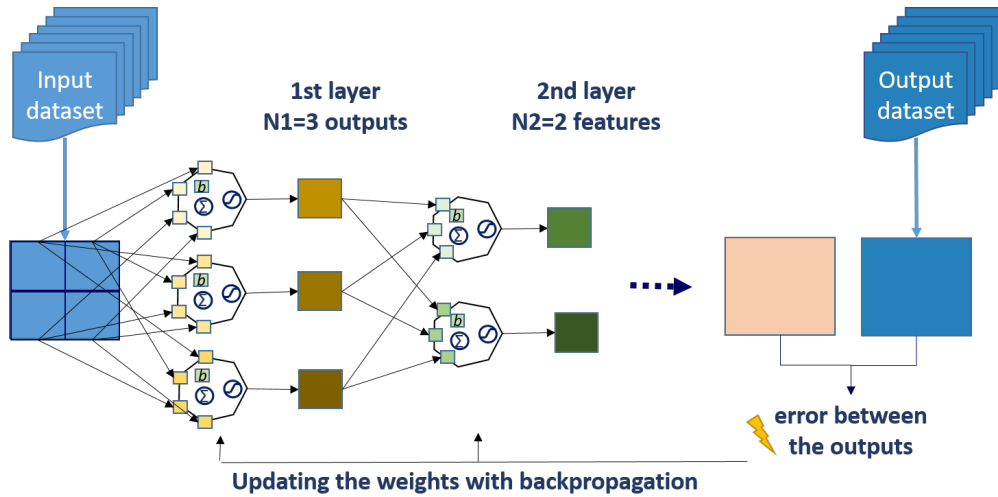 Input
dataset
1st layer
N1=3 outputs
2nd layer
N2=2 features
Output
dataset
b
Σ
b
Σ
b
Σ
b
Σ
b
Σ
error between
the outputs
Updating the weights with backpropagation